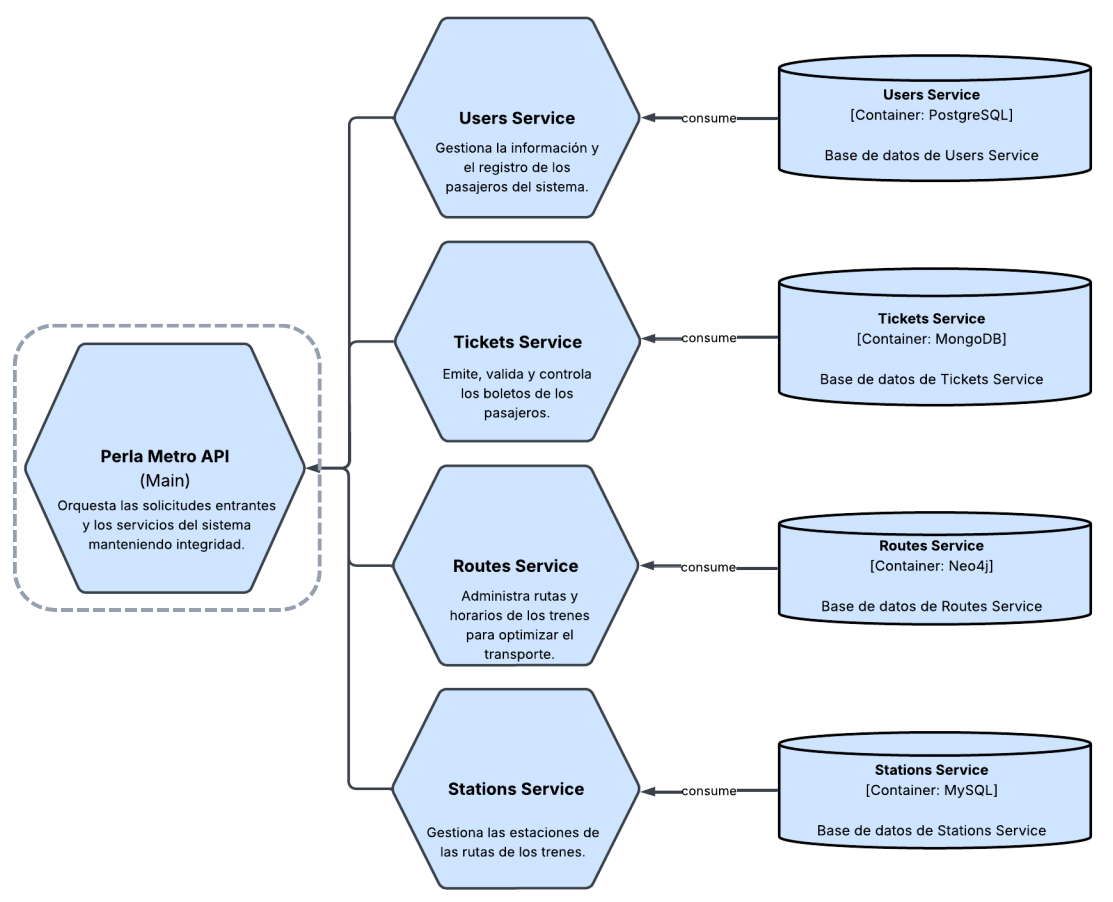 Users Service
Gestiona la información y
el registro de los
pasajeros del sistema.
consume
Users Service
[Container: PostgreSQL]
Base de datos de Users Service
Tickets Service
Emite, valida y controla
los boletos de los
pasajeros.
consume
Tickets Service
[Container: MongoDB]
Base de datos de Tickets Service
Perla Metro API
(Main)
Orquesta las solicitudes entrantes
y los servicios del sistema
manteniendo integridad.
Routes Service
Administra rutas y
horarios de los trenes
para optimizar el
transporte.
consume
Routes Service
[Container: Neo4j]
Base de datos de Routes Service
Stations Service
Gestiona las estaciones de
las rutas de los trenes.
consume
Stations Service
[Container: MySQL]
Base de datos de Stations Service